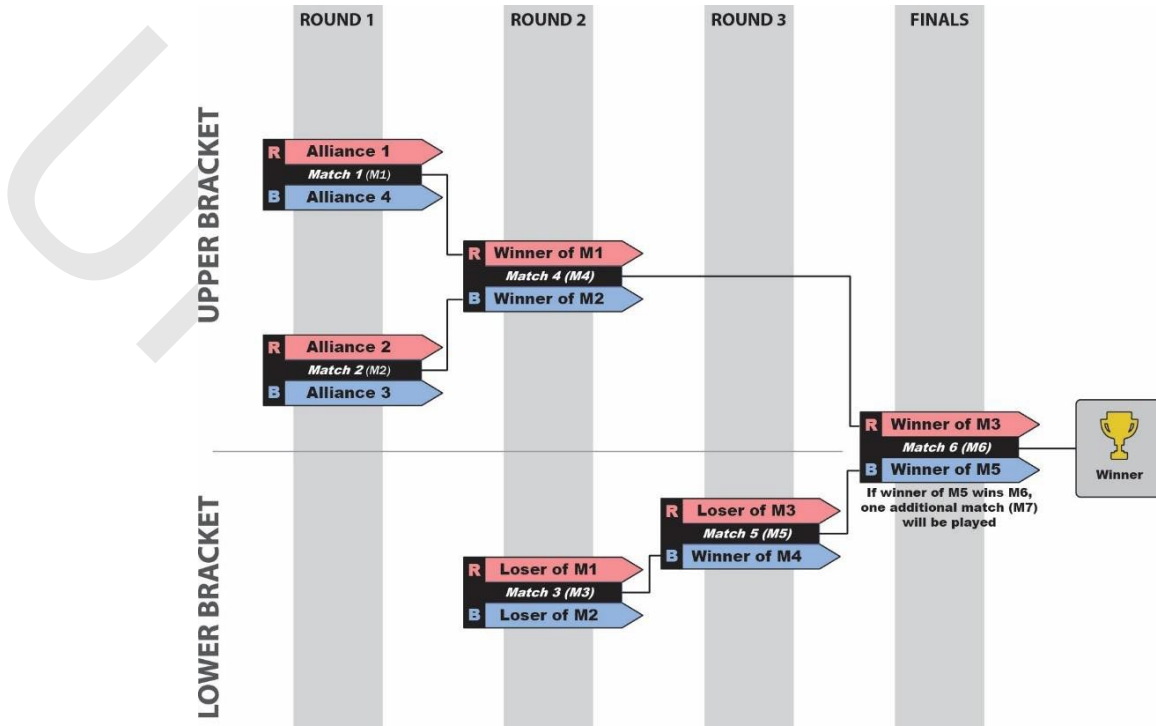 ROUND 1
ROUND 2
ROUND 3
FINALS
UPPER BRACKET
R Alliance 1
Match 1 (M1)
B Alliance 4
R Winner of M1
Match 4 (M4)
B Winner of M2
R Alliance 2
Match 2 (M2)
B Alliance 3
R Winner of M3
Match 6 (M6)
B Winner of M5
If winner of M5 wins M6,
one additional match (M7)
will be played
Winner
LOWER BRACKET
R Loser of M3
Match 5 (M5)
B Winner of M4
R Loser of M1
Match 3 (M3)
B Loser of M2